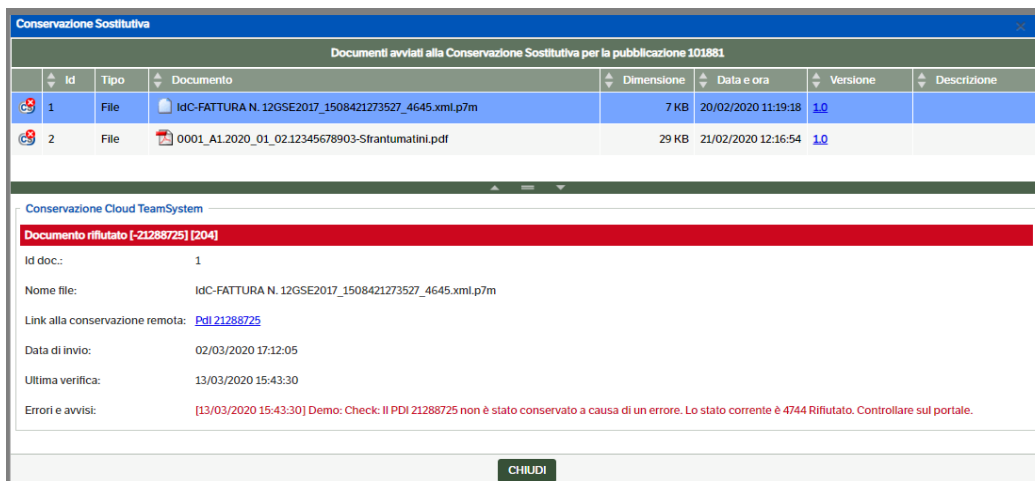 Conservazione Sostitutiva
Documenti avviati alla Conservazione Sostitutiva per la pubblicazione 101881
Id Tipo Documento Dimensione Data e ora Versione Descrizione
CS 1 File IdC-FATTURA N. 12GSE2017_1508421273527_4645.xml.p7m 7 KB 20/02/2020 11:19:18 1.0
CS 2 File 0001_A1.2020_01_02.12345678903-Sfrantumatini.pdf 29 KB 21/02/2020 12:16:54 1.0
Conservazione Cloud TeamSystem
Documento rifiutato [-21288725] [204]
Id doc.: 1
Nome file: IdC-FATTURA N. 12GSE2017_1508421273527_4645.xml.p7m
Link alla conservazione remota: PdI 21288725
Data di invio: 02/03/2020 17:12:05
Ultima verifica: 13/03/2020 15:43:30
Errori e avvisi: [13/03/2020 15:43:30] Demo: Check: Il PDI 21288725 non è stato conservato a causa di un errore. Lo stato corrente è 4744 Rifiutato. Controllare sul portale.
CHIUDI